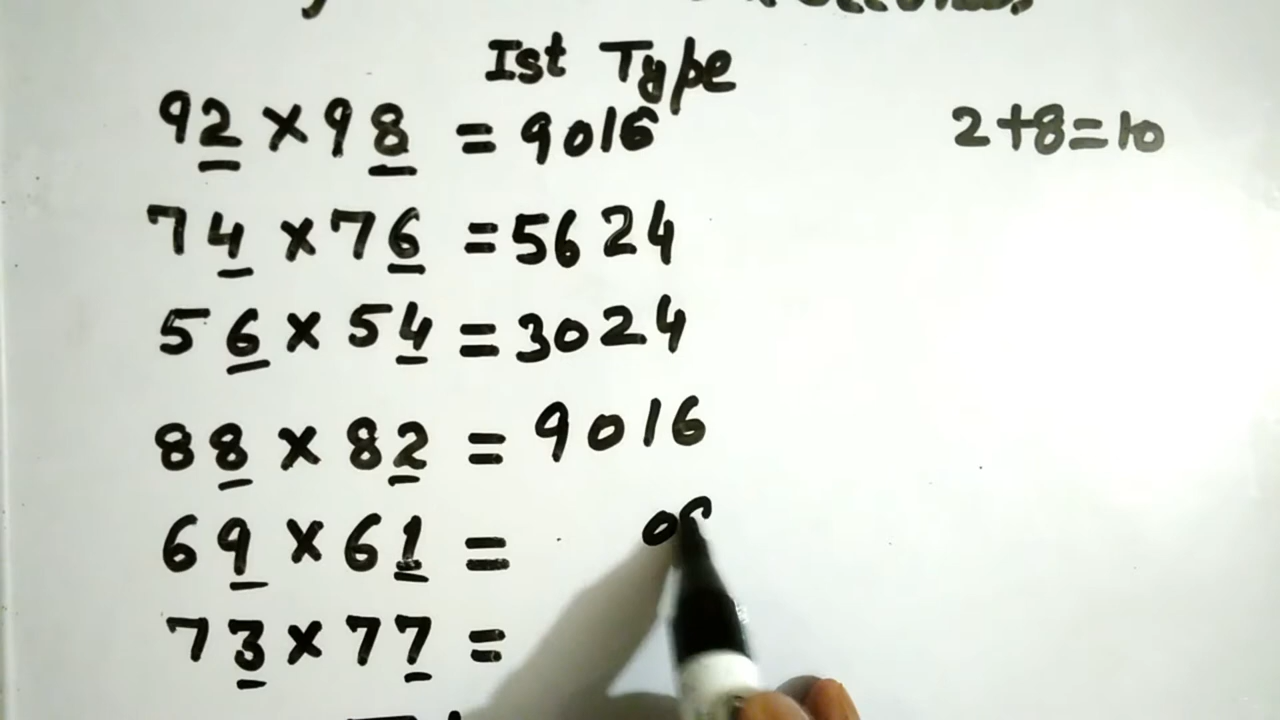 Ist Type
92 × 98 = 9016
2+8=10
74 × 76 = 5624
56 × 54 = 3024
88 × 82 = 9016
69 × 61 = 0
73 × 77 =